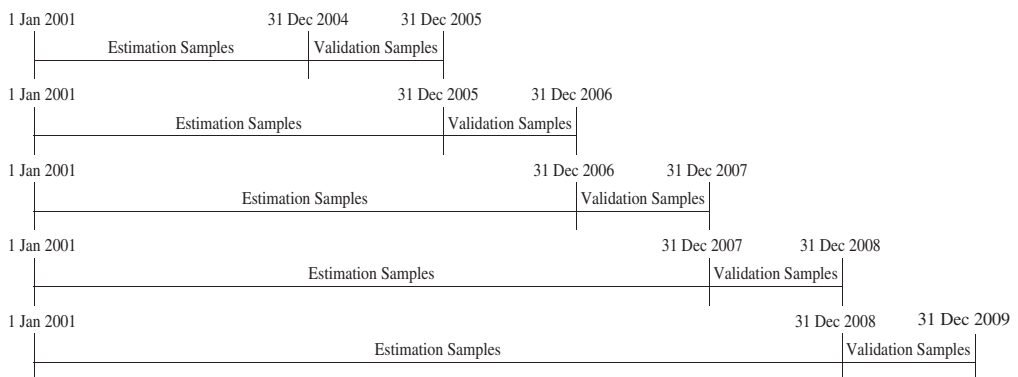 1 Jan 2001 31 Dec 2004 31 Dec 2005
Estimation Samples Validation Samples
1 Jan 2001 31 Dec 2005 31 Dec 2006
Estimation Samples Validation Samples
1 Jan 2001 31 Dec 2006 31 Dec 2007
Estimation Samples Validation Samples
1 Jan 2001 31 Dec 2007 31 Dec 2008
Estimation Samples Validation Samples
1 Jan 2001 31 Dec 2008 31 Dec 2009
Estimation Samples Validation Samples